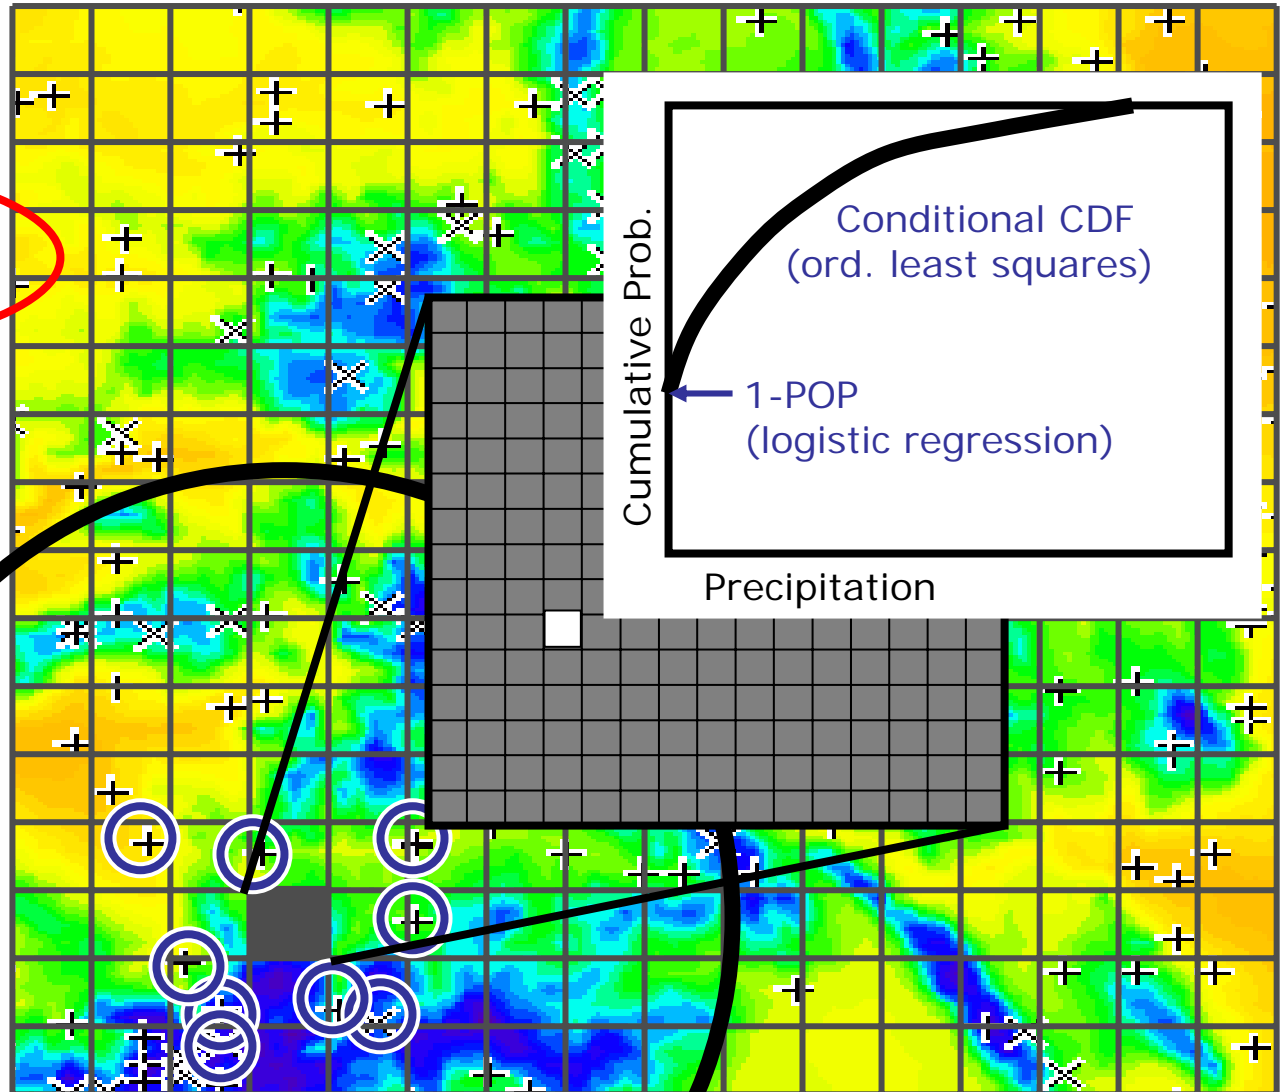 Cumulative Prob.
Conditional CDF
(ord. least squares)
1-POP
(logistic regression)
Precipitation